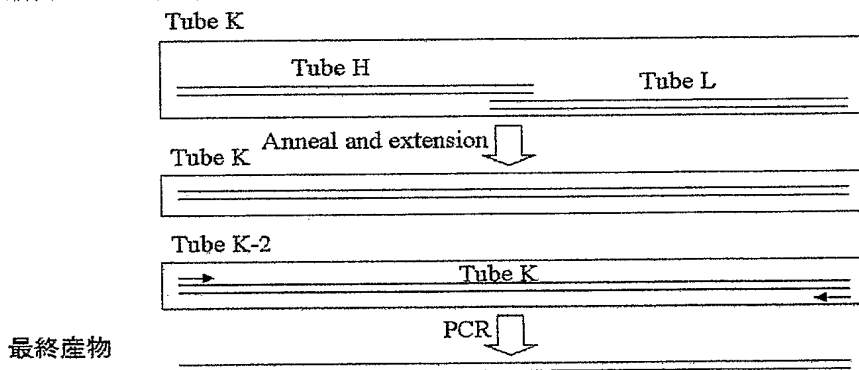 Tube K
Tube H
Tube L
Anneal and extension
Tube K
Tube K-2
Tube K
PCR
最終産物